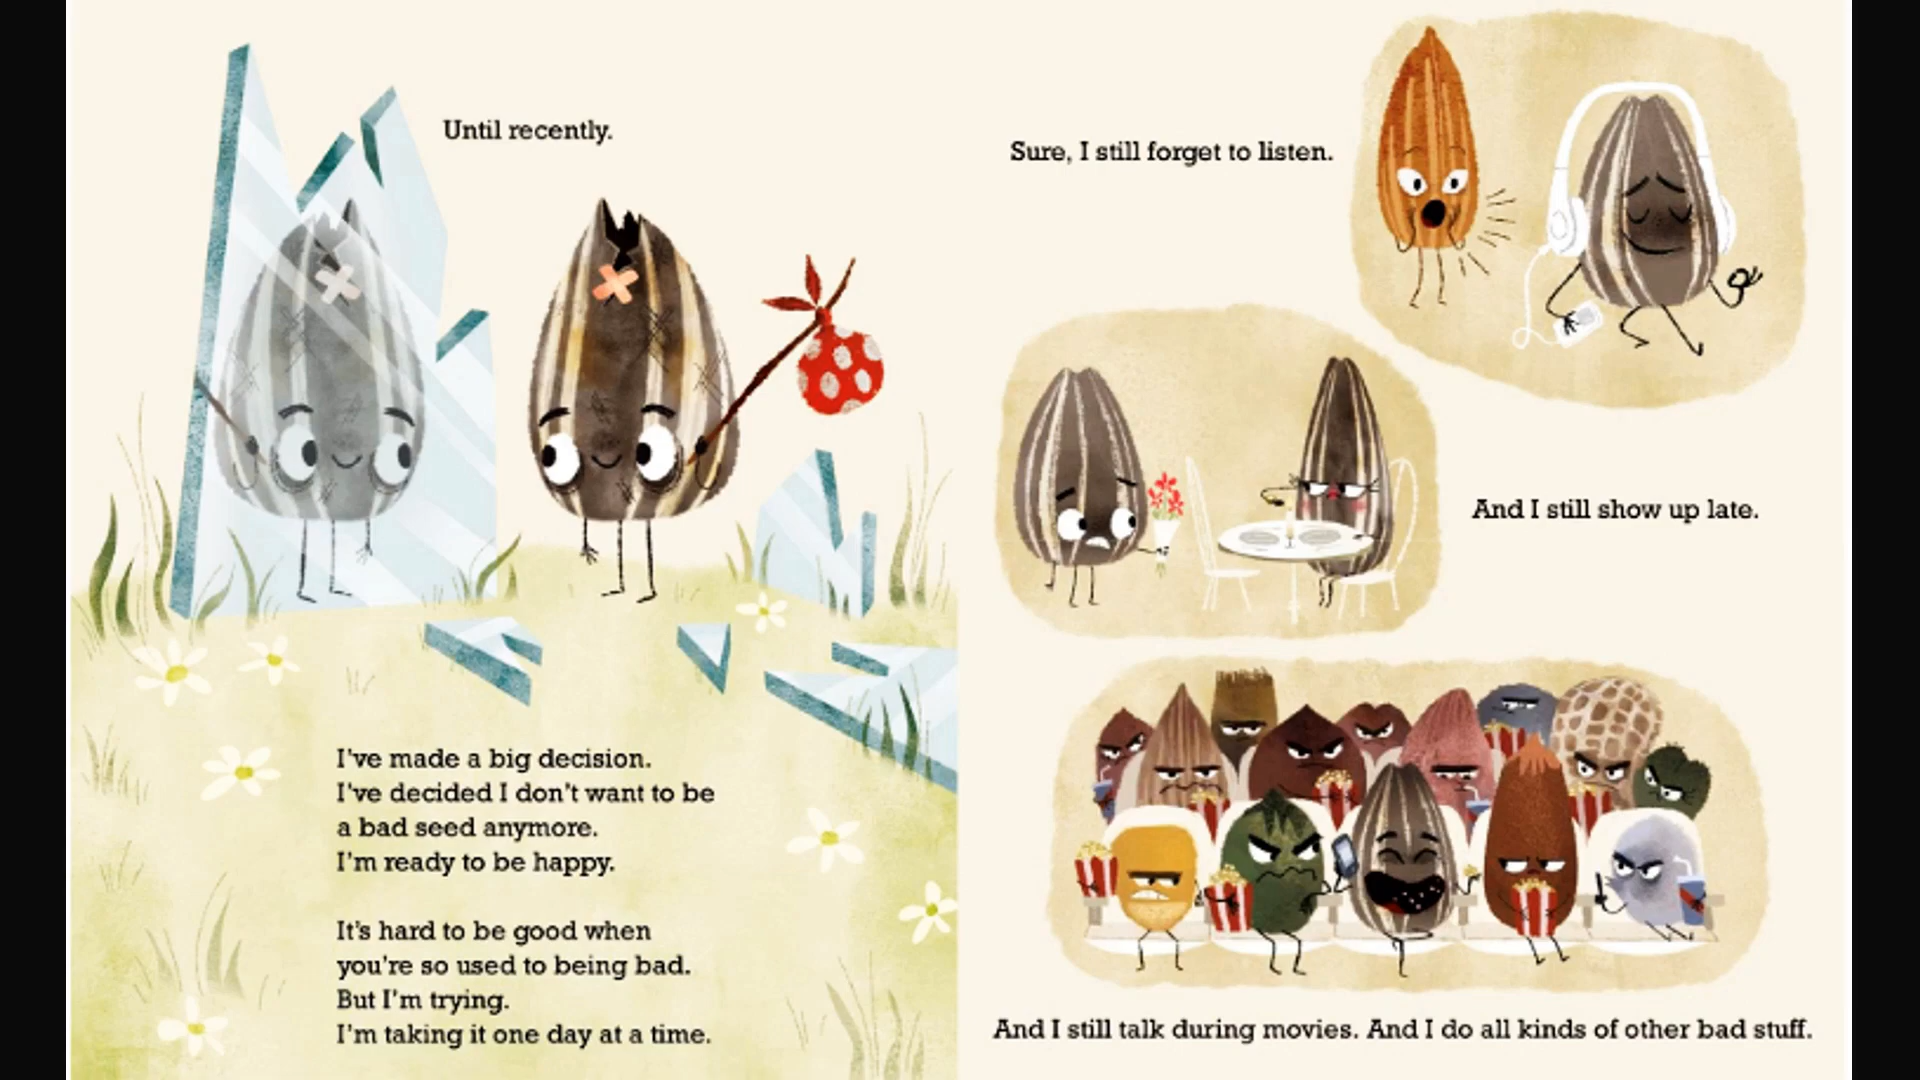 Until recently.
I've made a big decision.
I've decided I don't want to be
a bad seed anymore.
I'm ready to be happy.
It's hard to be good when
you're so used to being bad.
But I'm trying.
I'm taking it one day at a time.
Sure, I still forget to listen.
And I still show up late.
And I still talk during movies. And I do all kinds of other bad stuff.